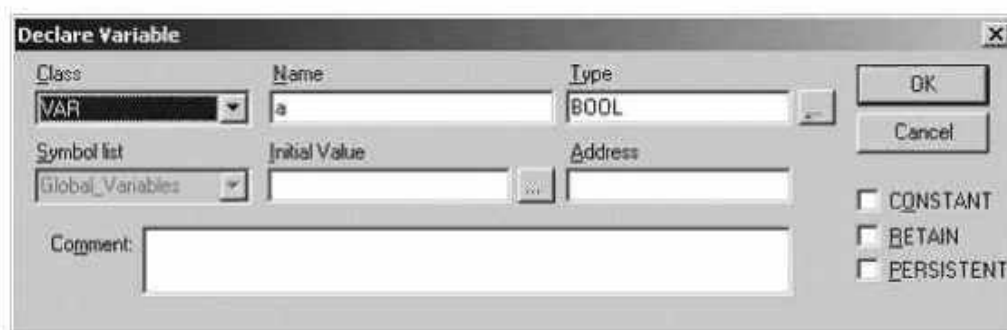 Declare Variable
Class Name Type
VAR a BOOL ... OK
Cancel
Symbol list Initial Value Address
Global_Variables ...
CONSTANT
RETAIN
PERSISTENT
Comment: